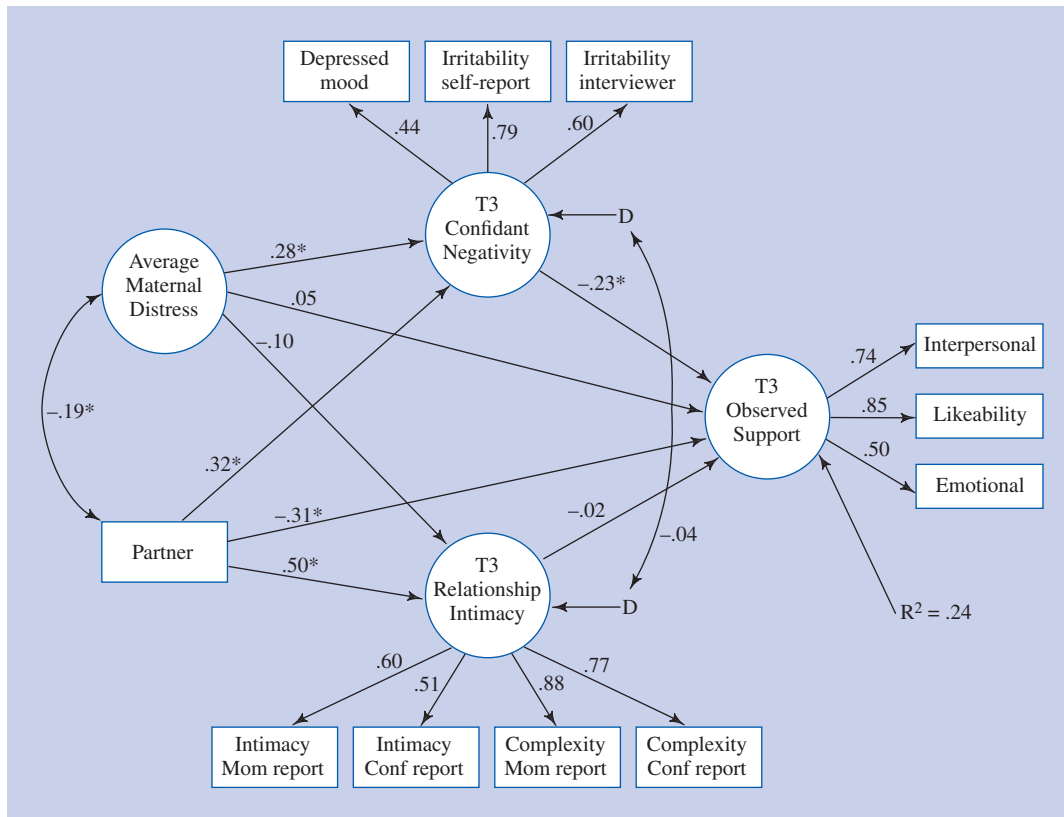 Depressed
mood
Irritability
self-report
Irritability
interviewer
.44
.79
.60
T3
Confidant
Negativity
D
Average
Maternal
Distress
.28*
.05
–.10
–.23*
–.19*
.32*
–.31*
.50*
Partner
T3
Observed
Support
.74
.85
.50
Interpersonal
Likeability
Emotional
–.02
–.04
T3
Relationship
Intimacy
D
R² = .24
.60
.51
.88
.77
Intimacy
Mom report
Intimacy
Conf report
Complexity
Mom report
Complexity
Conf report